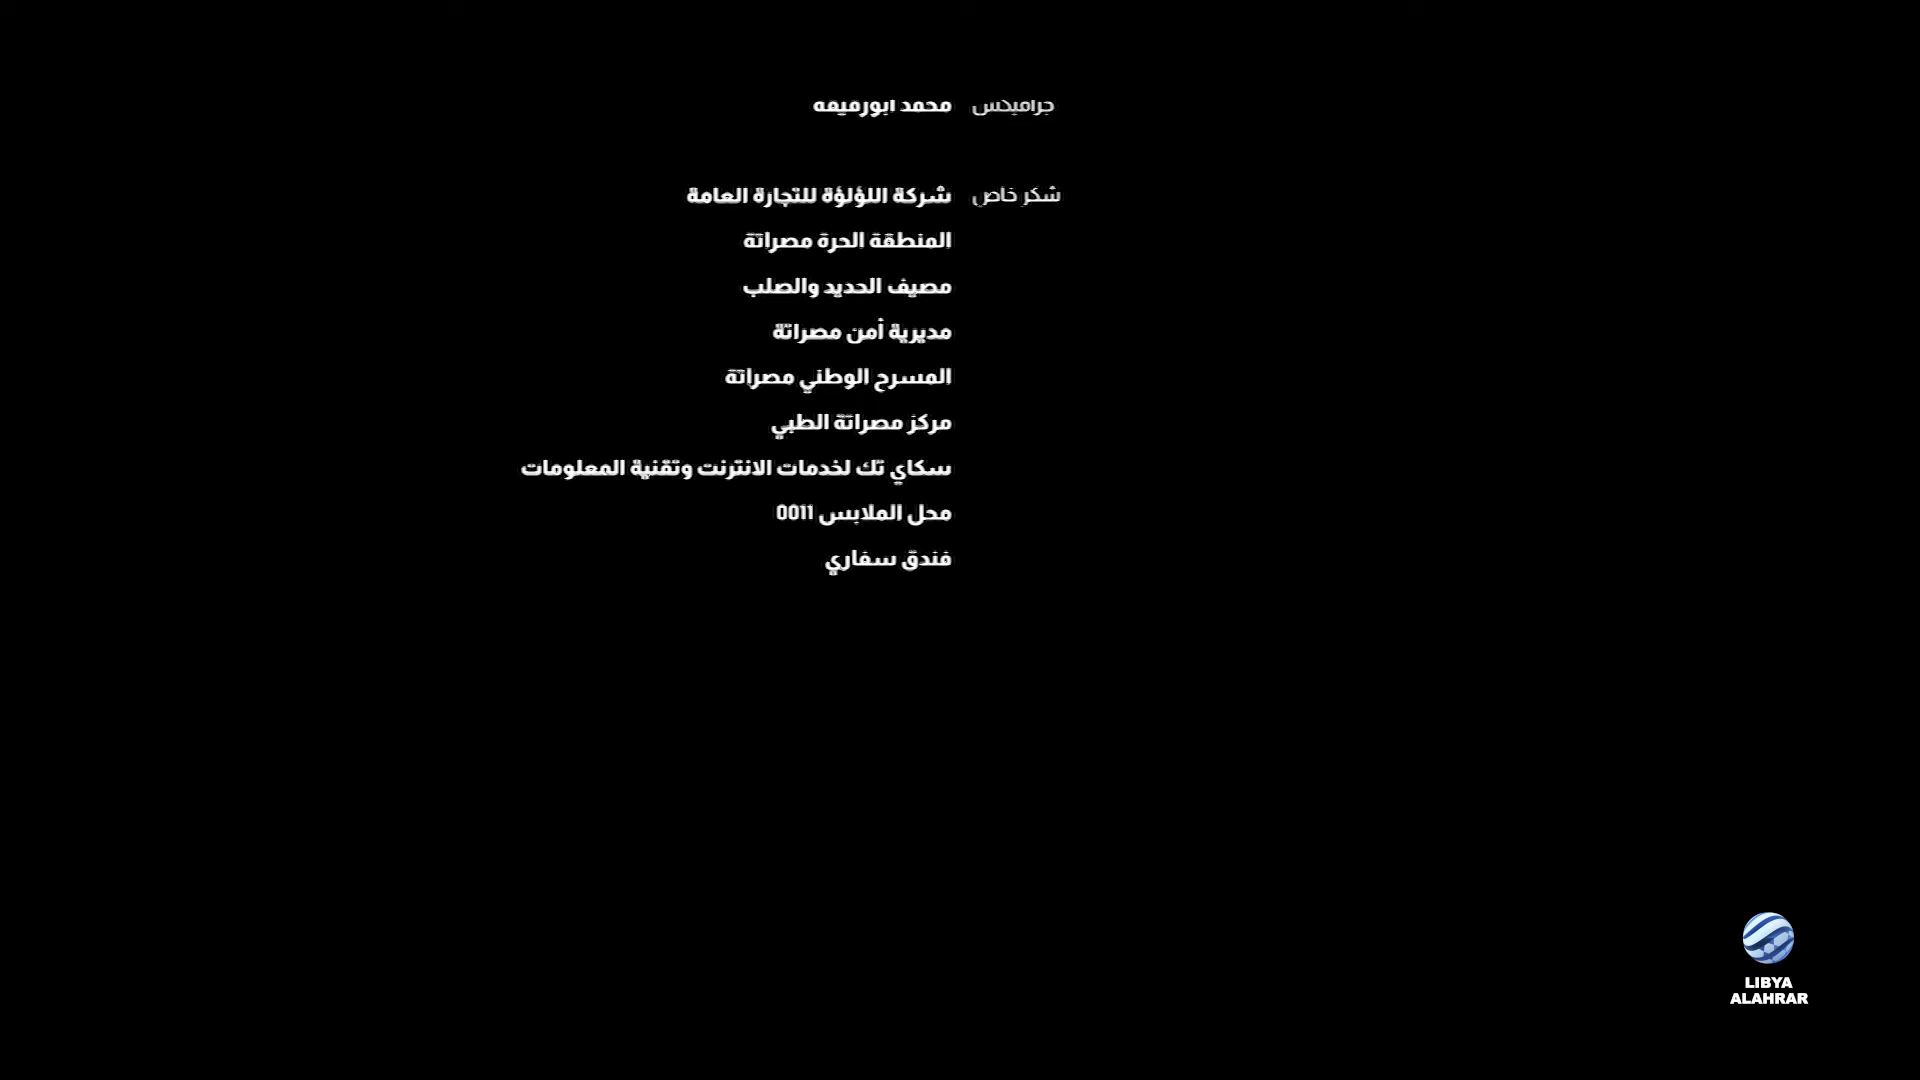 جرافيكس محمد ابورميمه
شكر خاص شركة اللؤلؤة للتجارة العامة
المنطقة الحرة مصراتة
مصيف الحديد والصلب
مديرية أمن مصراتة
المسرح الوطني مصراتة
مركز مصراتة الطبي
سكاي تك لخدمات الانترنت وتقنية المعلومات
محل الملابس 0011
فندق سفاري
LIBYA
ALAHRAR